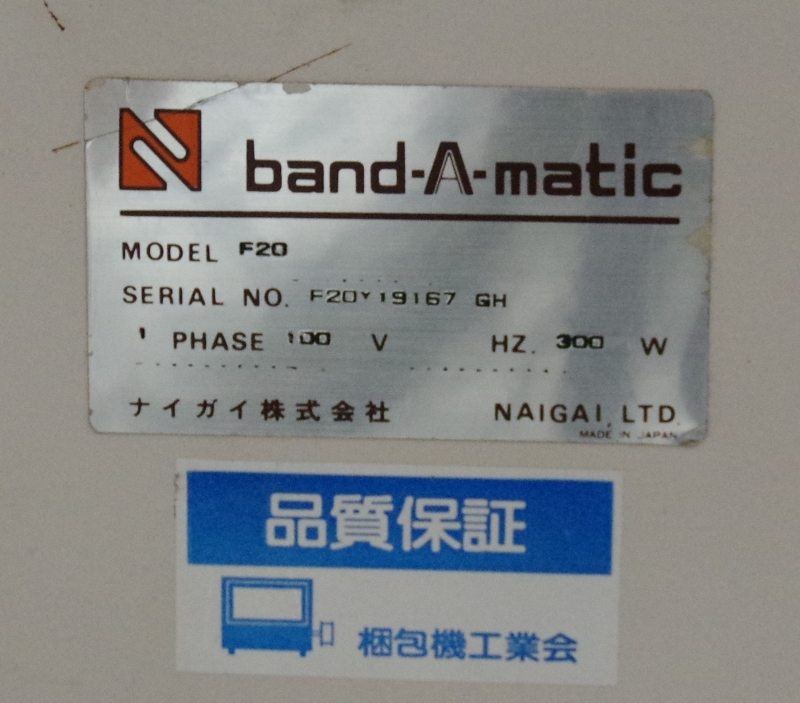 band-A-matic
MODEL F20
SERIAL NO. F20Y19167 GH
1 PHASE 100 V HZ. 300 W
ナイガイ株式会社 NAIGAI, LTD.
MADE IN JAPAN
品質保証
梱包機工業会